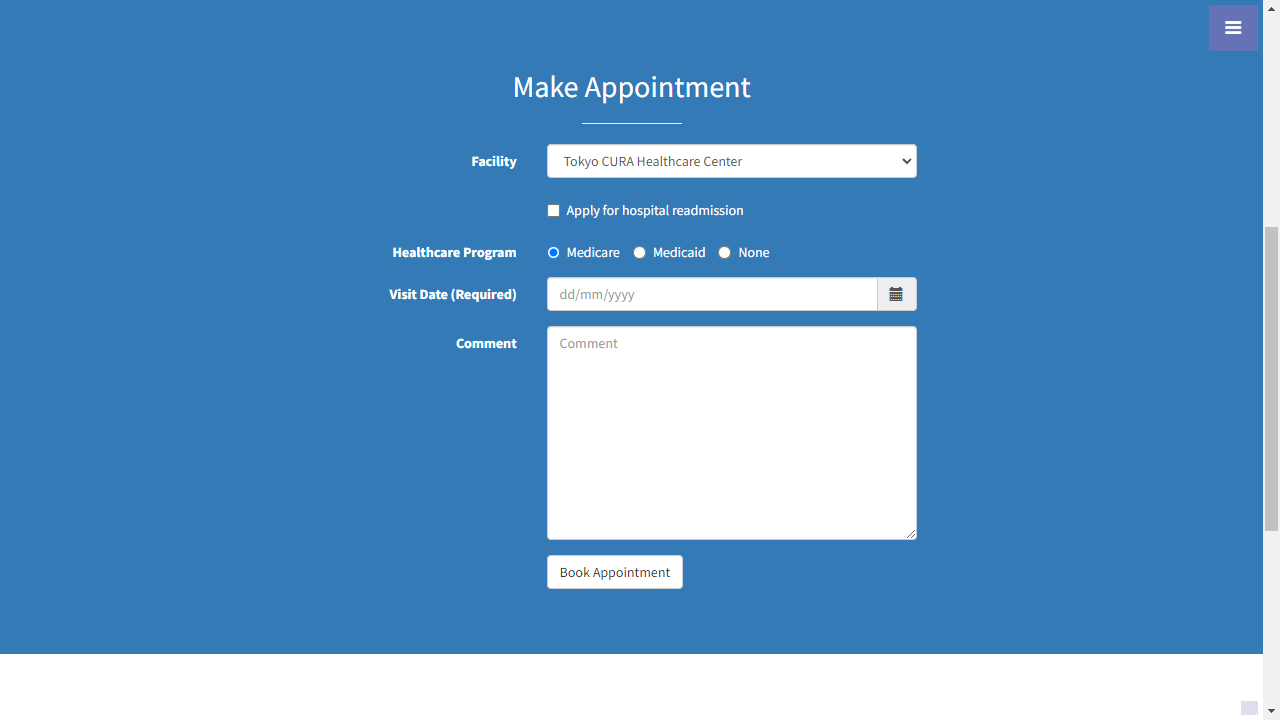 Make Appointment
Facility
Tokyo CURA Healthcare Center
Apply for hospital readmission
Healthcare Program
Medicare Medicaid None
Visit Date (Required)
dd/mm/yyyy
Comment
Comment
Book Appointment